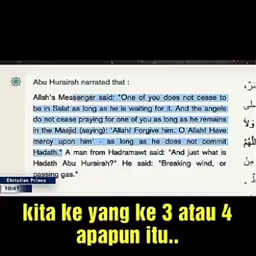 Abu Hurairah narrated that :
Allah's Messenger said: "One of you does not cease to
be in Salat as long as he is waiting for it. And the angels
do not cease praying for one of you as long as he remains
in the Masjid (saying): 'Allah! Forgive him. O Allah! Have
mercy upon him' - as long as he does not commit
Hadath." A man from Hadramawt said: "And just what is
Hadath Abu Hurairah?" He said: "Breaking wind, or
passing gas."
Christian Prince
10:41
kita ke yang ke 3 atau 4
apapun itu..